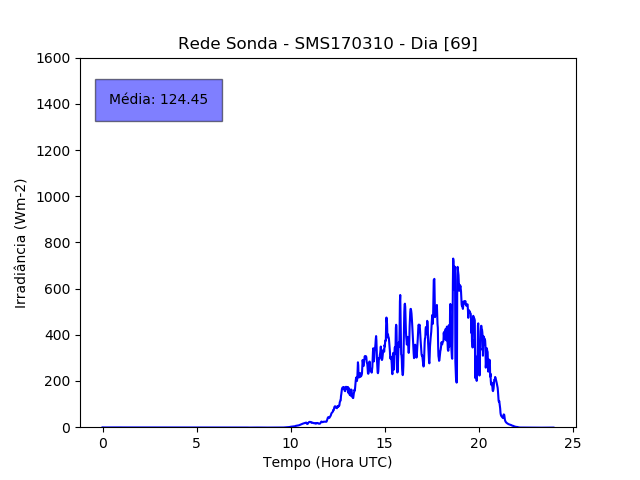 Rede Sonda - SMS170310 - Dia [69]
1600
1400
1200
1000
800
600
400
200
0
Irradiância (Wm-2)
Média: 124.45
0 5 10 15 20 25
Tempo (Hora UTC)